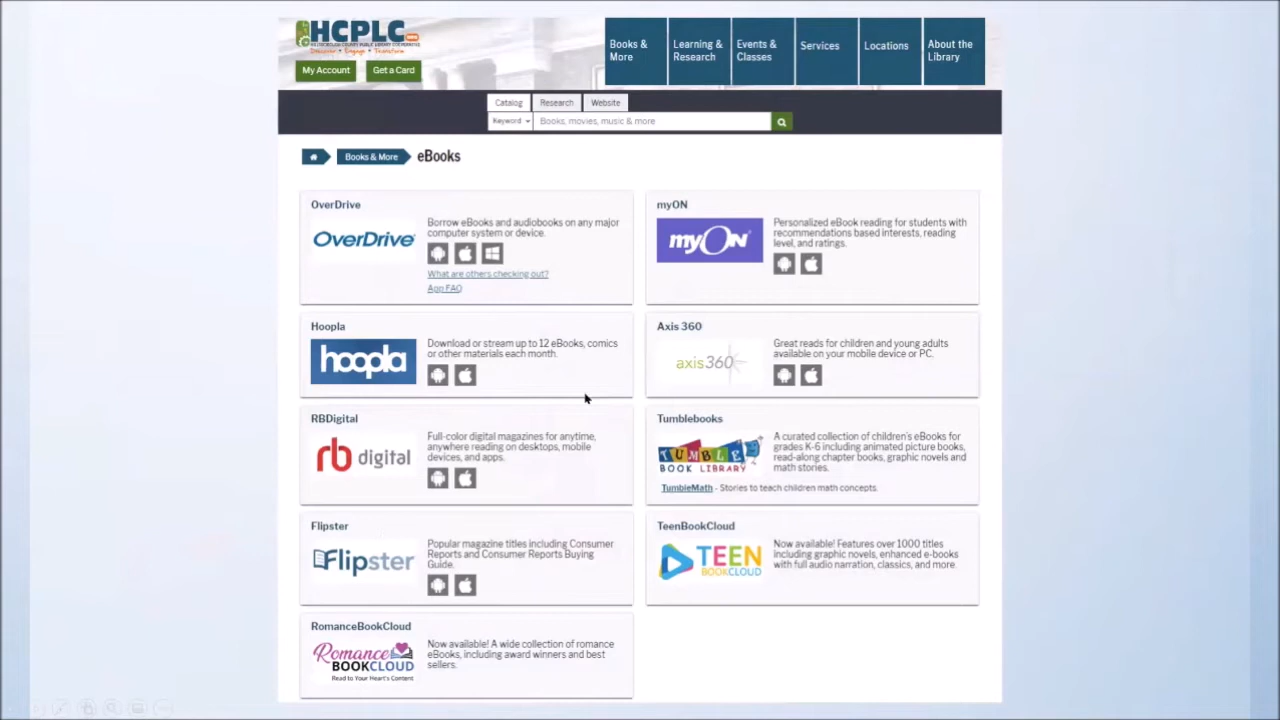 HCPLC
HILLSBOROUGH COUNTY PUBLIC LIBRARY COOPERATIVE
Discover • Engage • Transform
My Account
Get a Card
Books & More
Learning & Research
Events & Classes
Services
Locations
About the Library
Catalog
Research
Website
Keyword
Books, movies, music & more
Books & More
eBooks
OverDrive
OverDrive
Borrow eBooks and audiobooks on any major
computer system or device.
What are others checking out?
App FAQ
myON
myON
Personalized eBook reading for students with
recommendations based interests, reading
level, and ratings.
Hoopla
hoopla
Download or stream up to 12 eBooks, comics
or other materials each month.
Axis 360
axis360
Great reads for children and young adults
available on your mobile device or PC.
RBDigital
rb digital
Full-color digital magazines for anytime,
anywhere reading on desktops, mobile
devices, and apps.
Tumblebooks
TUMBLE
BOOK LIBRARY
A curated collection of children's eBooks for
grades K-6 including animated picture books,
read-along chapter books, graphic novels and
math stories.
TumbleMath - Stories to teach children math concepts.
Flipster
Flipster
Popular magazine titles including Consumer
Reports and Consumer Reports Buying
Guide.
TeenBookCloud
TEEN
BOOKCLOUD
Now available! Features over 1000 titles
including graphic novels, enhanced e-books
with full audio narration, classics, and more.
RomanceBookCloud
Romance
BOOKCLOUD
Read to Your Heart's Content
Now available! A wide collection of romance
eBooks, including award winners and best
sellers.